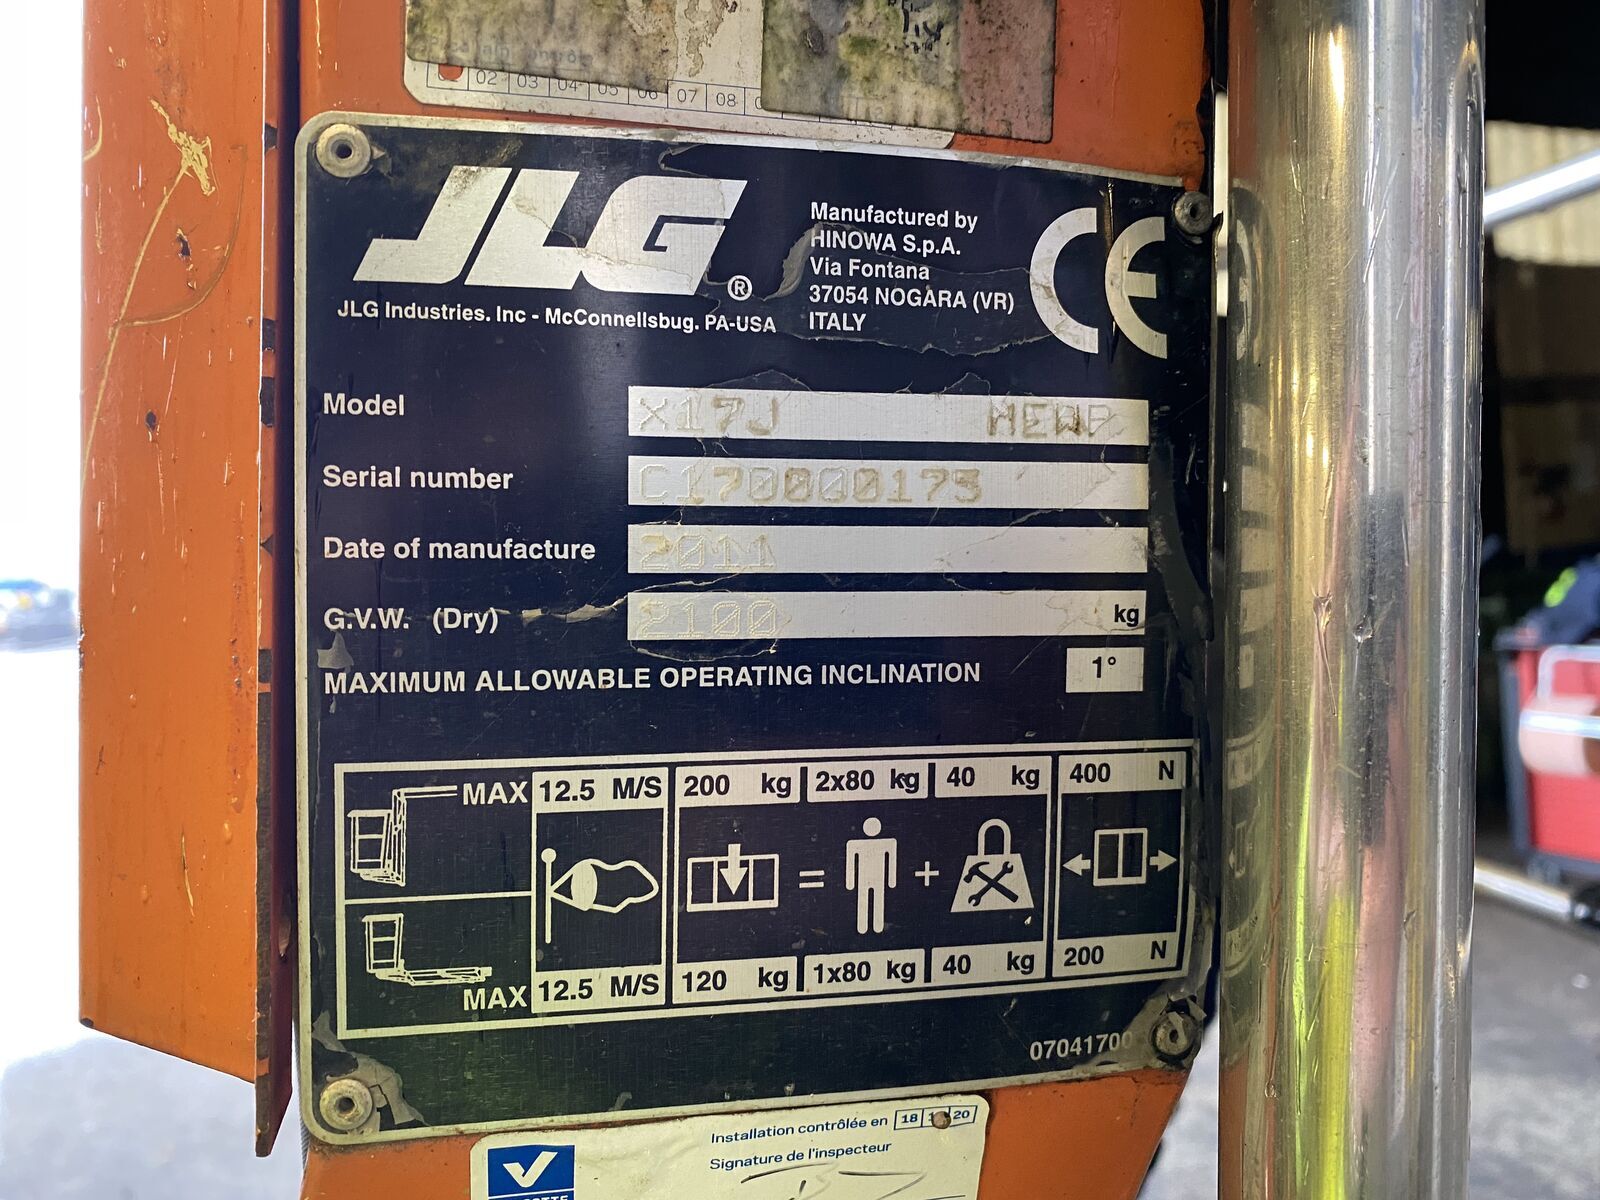 02 03 04 05 06 07 08
JLG ®
JLG Industries. Inc - McConnellsbug. PA-USA
Manufactured by
HINOWA S.p.A.
Via Fontana
37054 NOGARA (VR)
ITALY
CE
Model X17J MEWP
Serial number C170000175
Date of manufacture 2011
G.V.W. (Dry) 2100 kg
MAXIMUM ALLOWABLE OPERATING INCLINATION 1°
MAX 12.5 M/S 200 kg 2x80 kg 40 kg 400 N
= +
MAX 12.5 M/S 120 kg 1x80 kg 40 kg 200 N
07041700
Installation contrôlée en 18 20
Signature de l'inspecteur